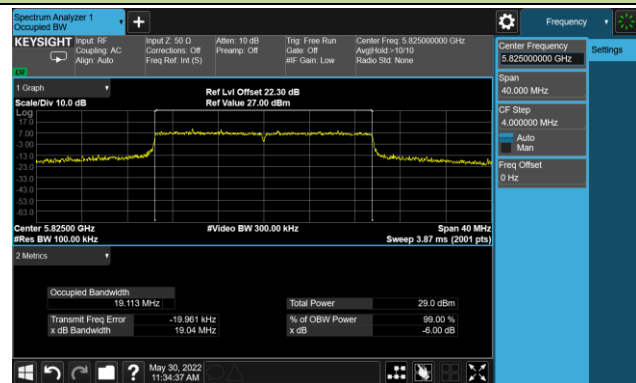 Spectrum Analyzer 1
Occupied BW
Frequency
KEYSIGHT
Input: RF
Coupling: AC
Align: Auto
Input Z: 50 Ω
Corrections: Off
Freq Ref: Int (S)
Atten: 10 dB
Preamp: Off
Trig: Free Run
Gate: Off
#IF Gain: Low
Center Freq: 5.825000000 GHz
Avg|Hold:>10/10
Radio Std: None
LW
Center Frequency
5.825000000 GHz
Settings
Span
40.000 MHz
CF Step
4.000000 MHz
Auto
Man
Freq Offset
0 Hz
1 Graph
Scale/Div 10.0 dB
Ref Lvl Offset 22.30 dB
Ref Value 27.00 dBm
Log
17.0
7.00
-3.00
-13.0
-23.0
-33.0
-43.0
-53.0
-63.0
Center 5.82500 GHz
#Res BW 100.00 kHz
#Video BW 300.00 kHz
Span 40 MHz
Sweep 3.87 ms (2001 pts)
2 Metrics
Occupied Bandwidth
19.113 MHz
Total Power 29.0 dBm
Transmit Freq Error -19.961 kHz
% of OBW Power 99.00 %
x dB Bandwidth 19.04 MHz
x dB -6.00 dB
?
May 30, 2022
11:34:37 AM